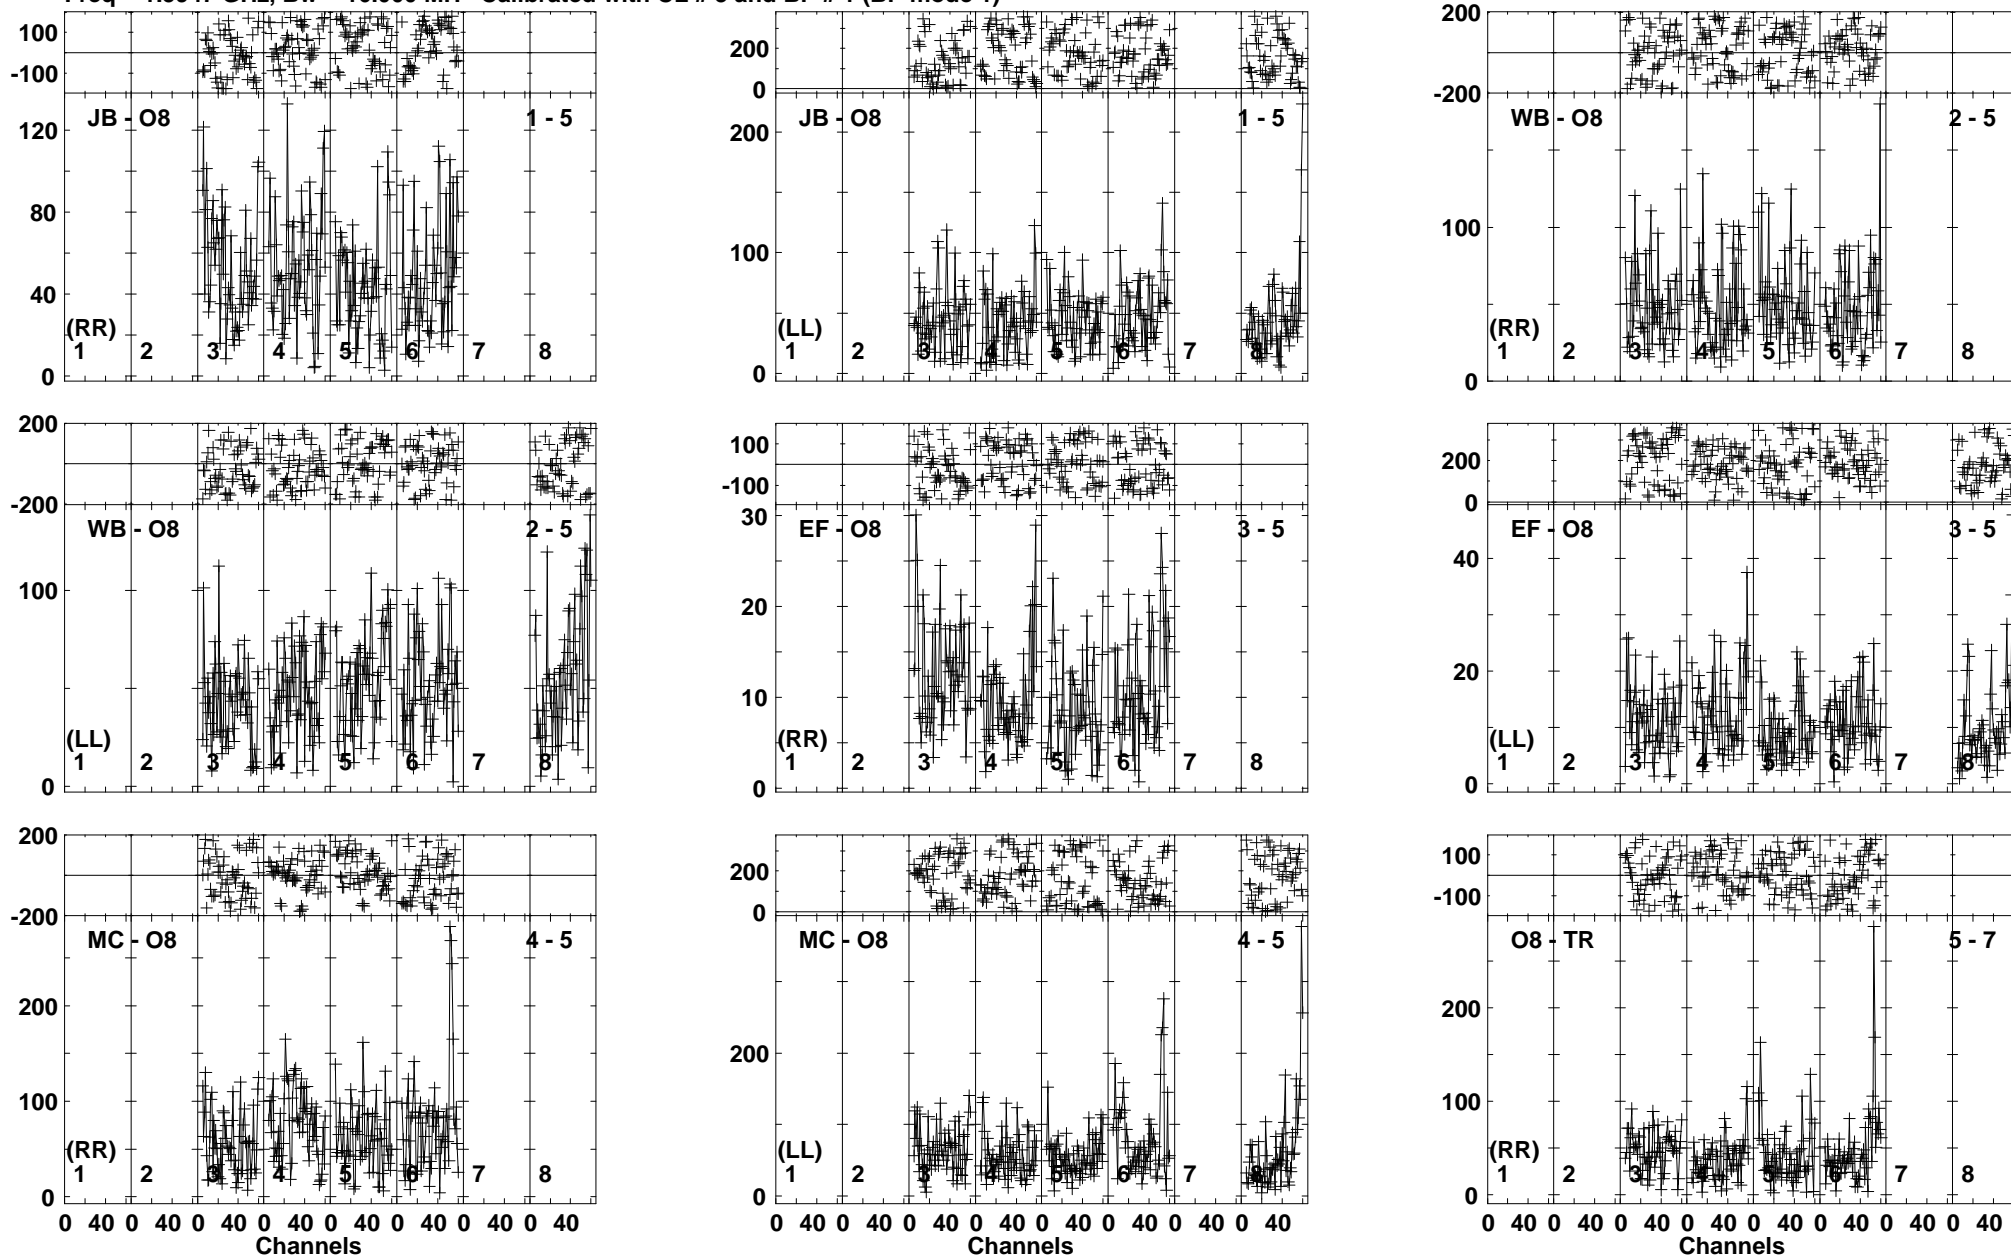 100 -100 JB - O8 1 - 5 120 80 40 0 (RR) 1 2 3 4 5 6 7 8
200 0 JB - O8 1 - 5 200 100 0 (LL) 1 2 3 4 5 6 7 8
200 -200 WB - O8 2 - 5 100 0 (RR) 1 2 3 4 5 6 7 8
200 -200 WB - O8 2 - 5 100 0 (LL) 1 2 3 4 5 6 7 8
100 -100 EF - O8 3 - 5 30 20 10 0 (RR) 1 2 3 4 5 6 7 8
200 0 EF - O8 3 - 5 40 20 0 (LL) 1 2 3 4 5 6 7 8
200 -200 MC - O8 4 - 5 200 100 0 (RR) 1 2 3 4 5 6 7 8
200 0 MC - O8 4 - 5 200 0 (LL) 1 2 3 4 5 6 7 8
100 -100 O8 - TR 5 - 7 200 100 0 (RR) 1 2 3 4 5 6 7 8
0 40 0 40 0 40 0 40 0 40 0 40 0 40 0 40
Channels
0 40 0 40 0 40 0 40 0 40 0 40 0 40 0 40
Channels
0 40 0 40 0 40 0 40 0 40 0 40 0 40 0 40
Channels